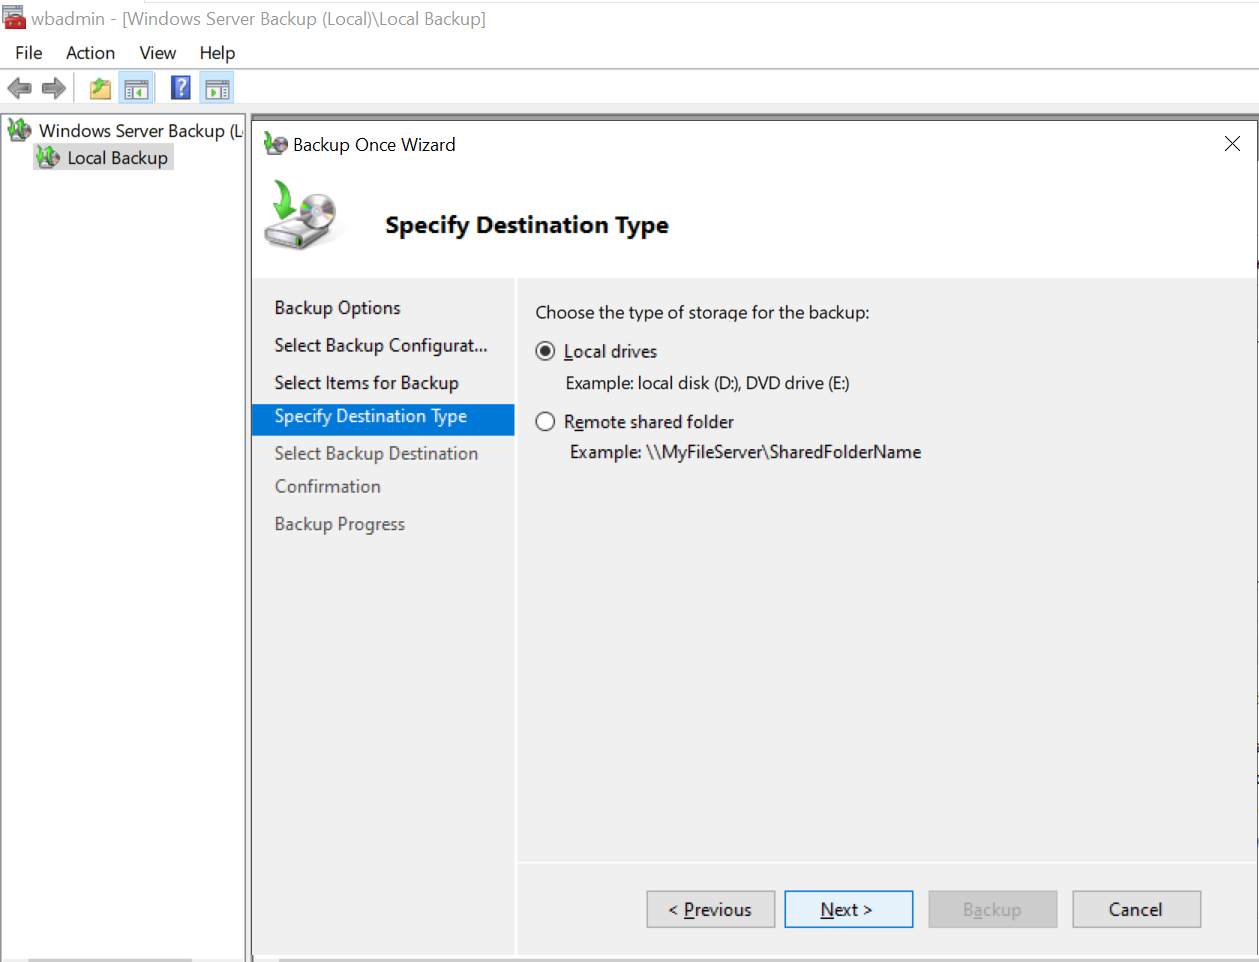 wbadmin - [Windows Server Backup (Local)\Local Backup]
File Action View Help
Windows Server Backup (L
Local Backup
Backup Once Wizard
Specify Destination Type
Backup Options
Select Backup Configurat...
Select Items for Backup
Specify Destination Type
Select Backup Destination
Confirmation
Backup Progress
Choose the type of storage for the backup:
Local drives
Example: local disk (D:), DVD drive (E:)
Remote shared folder
Example: \\MyFileServer\SharedFolderName
< Previous Next > Backup Cancel